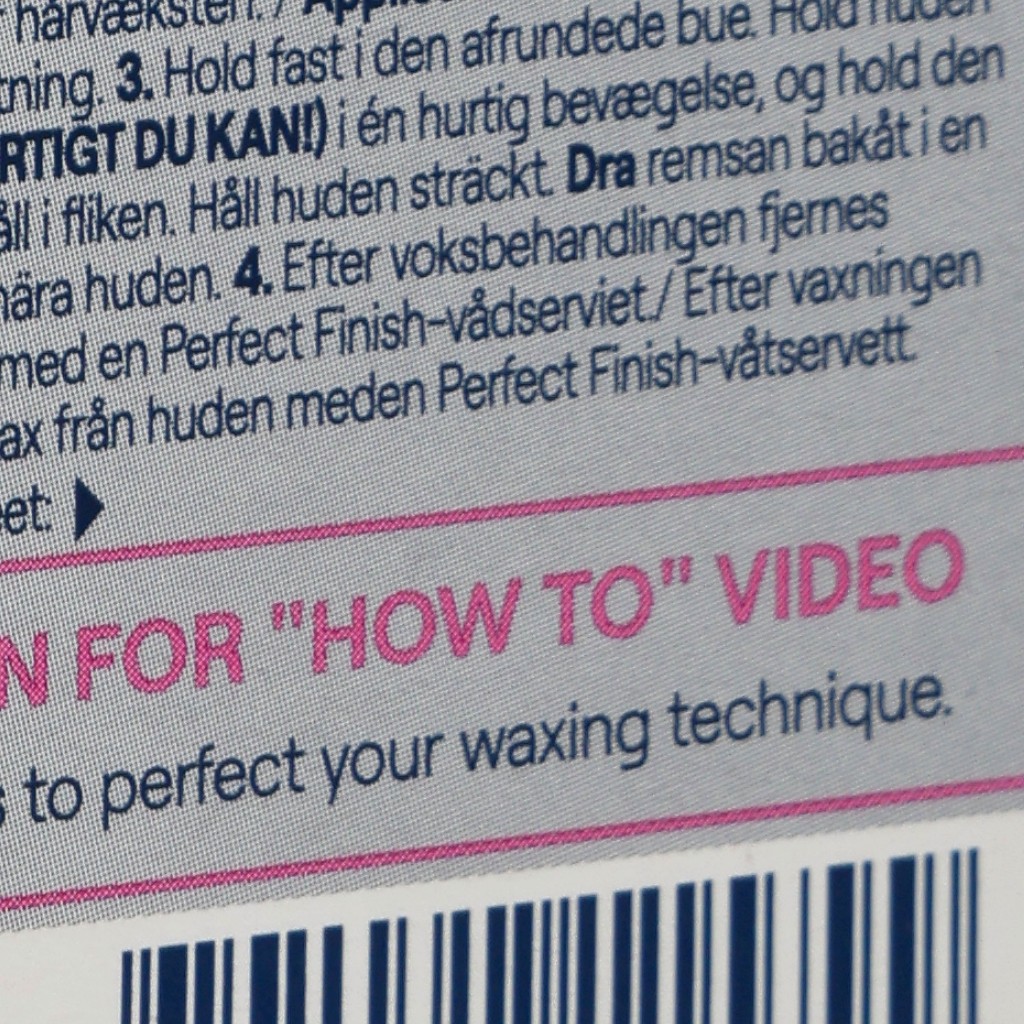 hårvæksten. /
tning. 3. Hold fast i den afrundede bue. Hold huden
RTIGT DU KAN!) i én hurtig bevægelse, og hold den
åll i fliken. Håll huden sträckt. Dra remsan bakåt i en
nära huden. 4. Efter voksbehandlingen fjernes
med en Perfect Finish-vådserviet./ Efter vaxningen
ax från huden meden Perfect Finish-våtservett.
et:
N FOR "HOW TO" VIDEO
s to perfect your waxing technique.